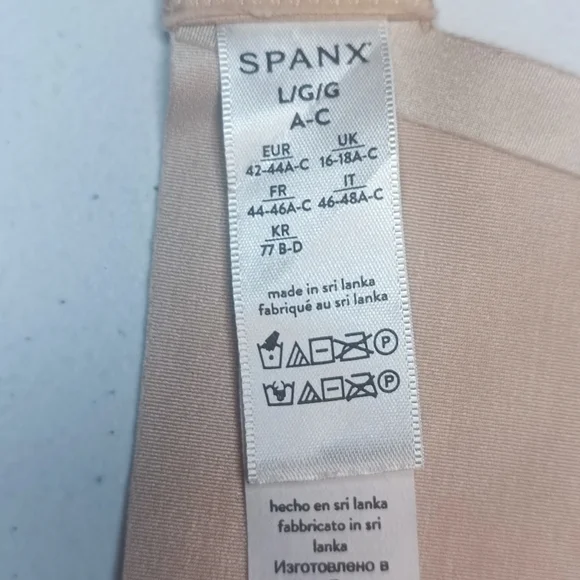 SPANX
L/G/G
A-C
EUR UK
42-44A-C 16-18A-C
FR IT
44-46A-C 46-48A-C
KR
77 B-D
made in sri lanka
fabriqué au sri lanka
P
P
hecho en sri lanka
fabbricato in sri
lanka
Изготовлено в